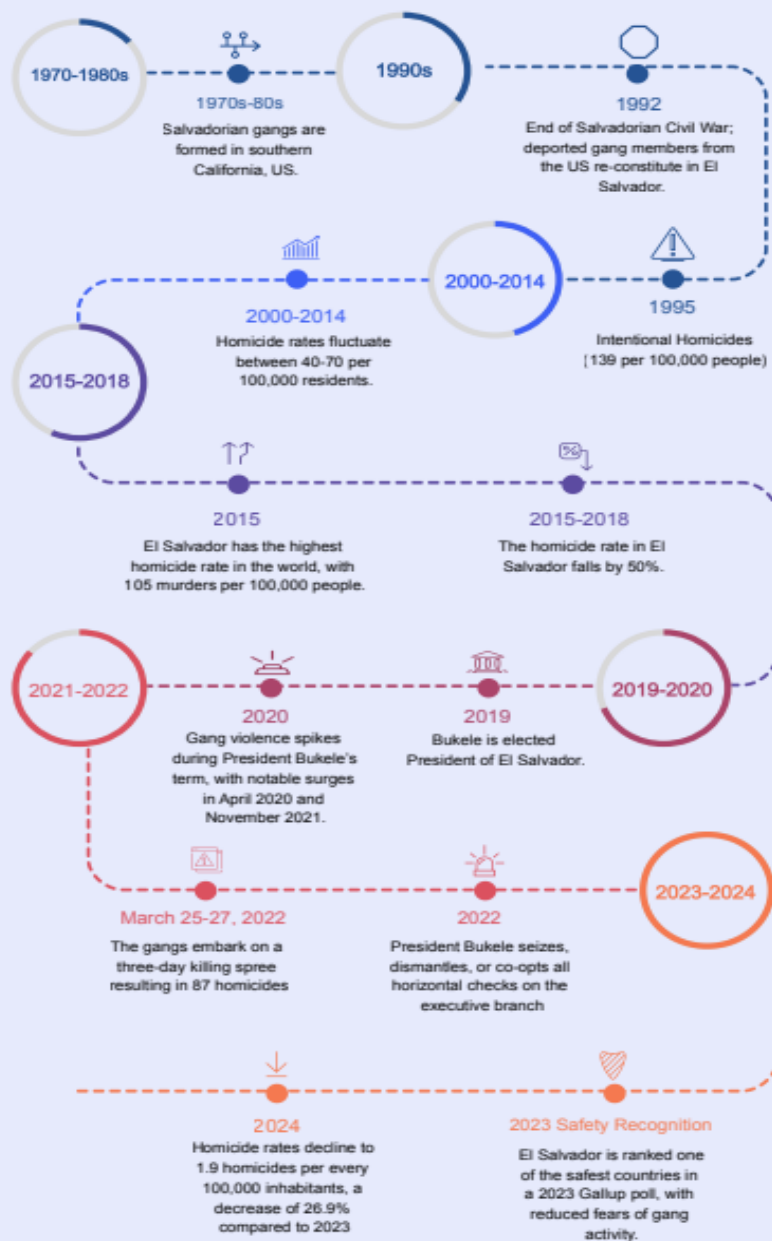 1970-1980s
1970s-80s
Salvadorian gangs are
formed in southern
California, US.
1990s
1992
End of Salvadorian Civil War;
deported gang members from
the US re-constitute in El
Salvador.
1995
Intentional Homicides
(139 per 100,000 people)
2000-2014
2000-2014
Homicide rates fluctuate
between 40-70 per
100,000 residents.
2015-2018
2015
El Salvador has the highest
homicide rate in the world, with
105 murders per 100,000 people.
2015-2018
The homicide rate in El
Salvador falls by 50%.
2019-2020
2019
Bukele is elected
President of El Salvador.
2020
Gang violence spikes
during President Bukele's
term, with notable surges
in April 2020 and
November 2021.
2021-2022
March 25-27, 2022
The gangs embark on a
three-day killing spree
resulting in 87 homicides
2022
President Bukele seizes,
dismantles, or co-opts all
horizontal checks on the
executive branch
2023-2024
2023 Safety Recognition
El Salvador is ranked one
of the safest countries in
a 2023 Gallup poll, with
reduced fears of gang
activity.
2024
Homicide rates decline to
1.9 homicides per every
100,000 inhabitants, a
decrease of 26.9%
compared to 2023